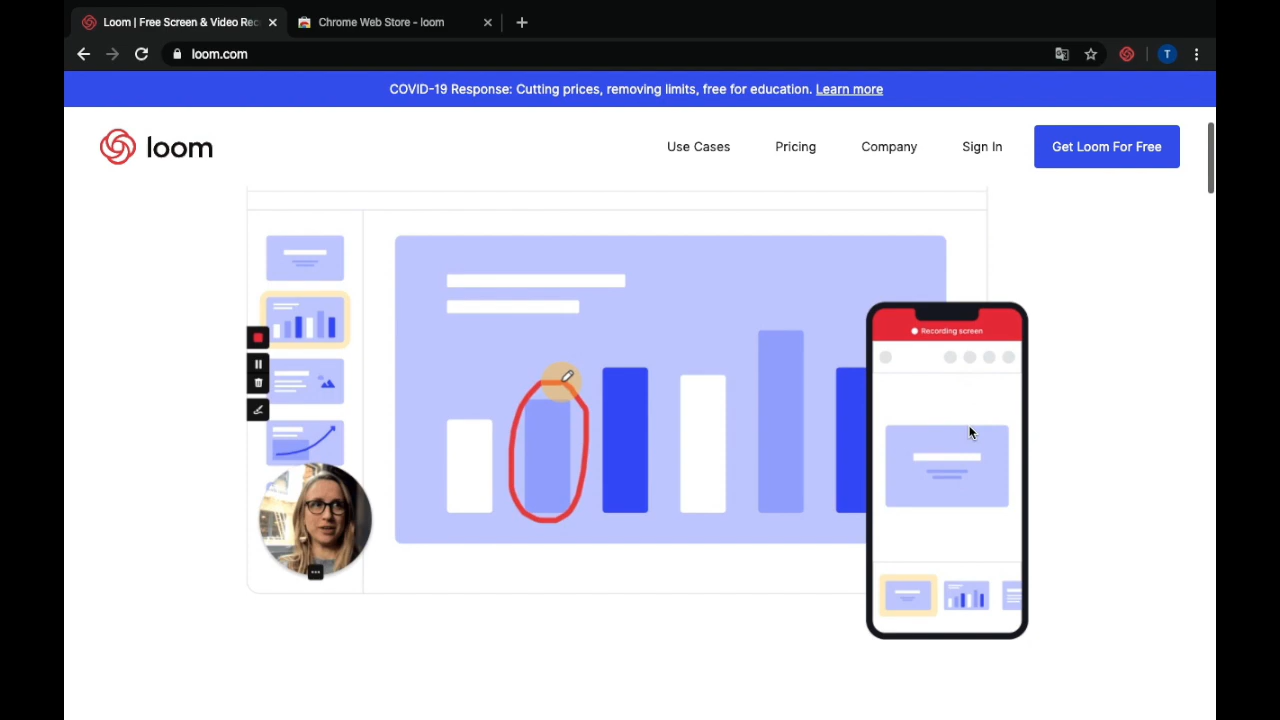 Loom | Free Screen & Video Rec
Chrome Web Store - loom
loom.com
T
COVID-19 Response: Cutting prices, removing limits, free for education. Learn more
loom
Use Cases
Pricing
Company
Sign In
Get Loom For Free
Recording screen